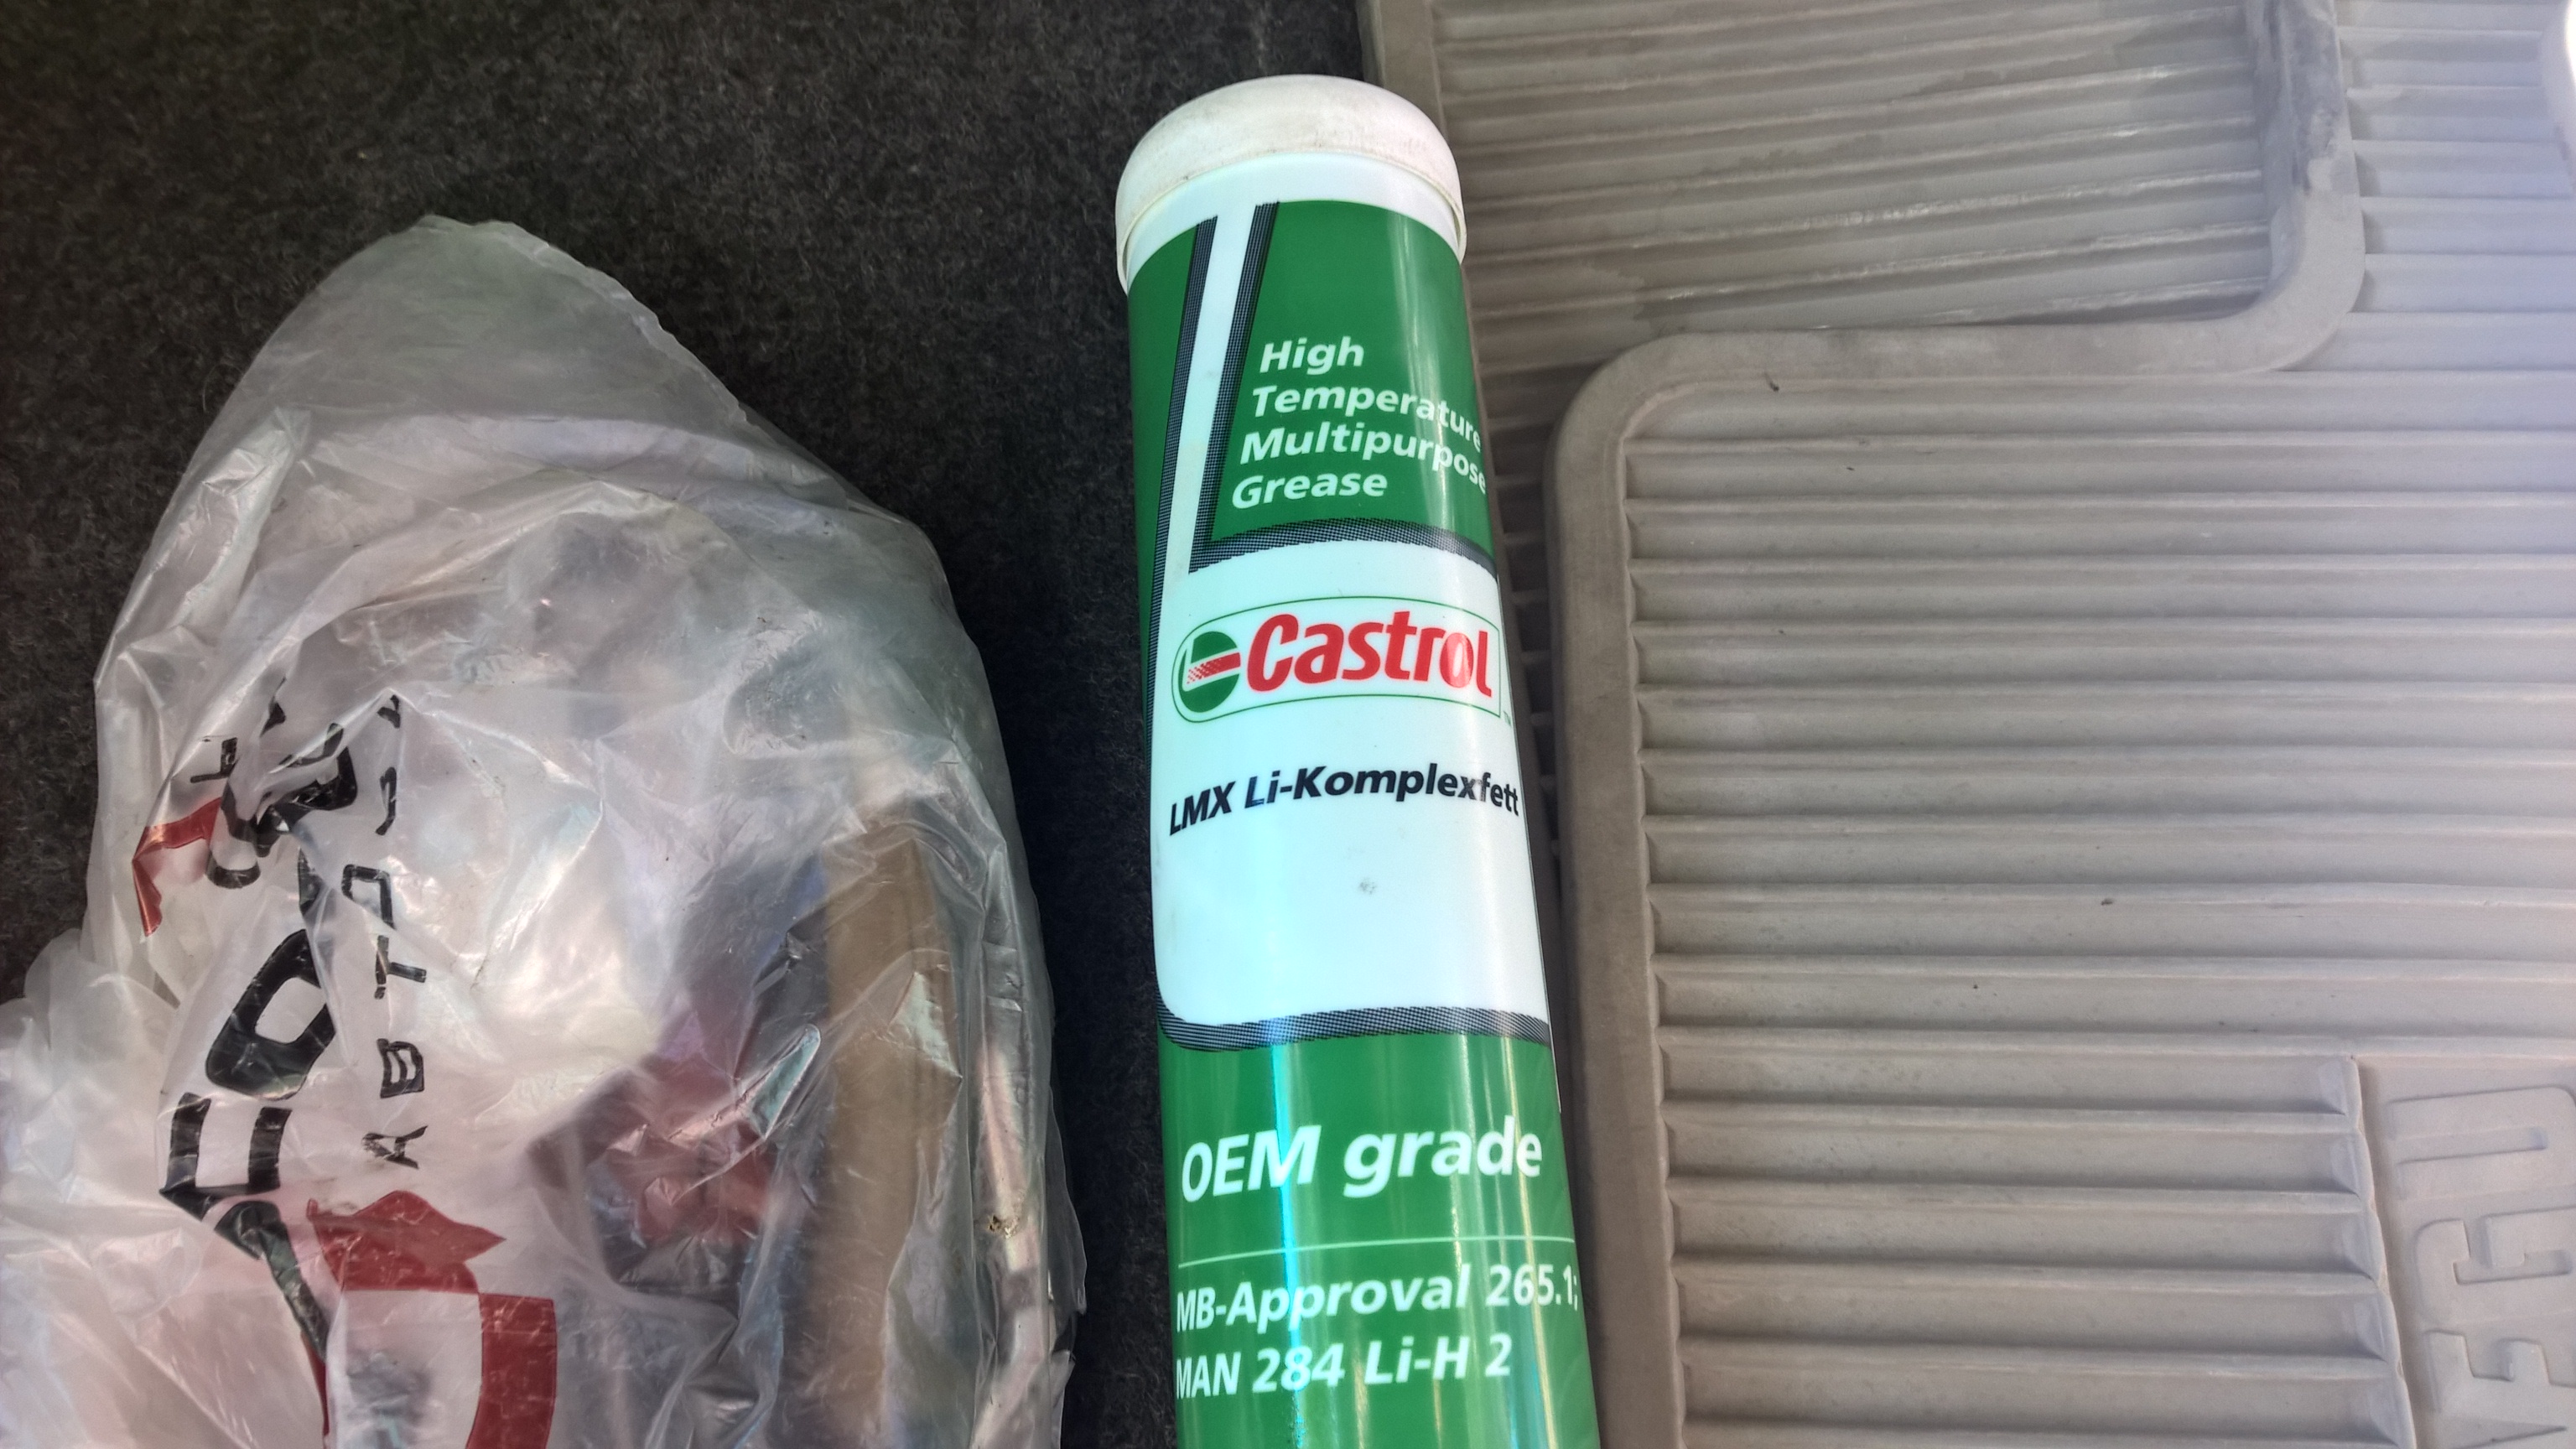 High
Temperature
Multipurpose
Grease
Castrol
LMX Li-Komplexfett
OEM grade
MB-Approval 265.1;
MAN 284 Li-H 2